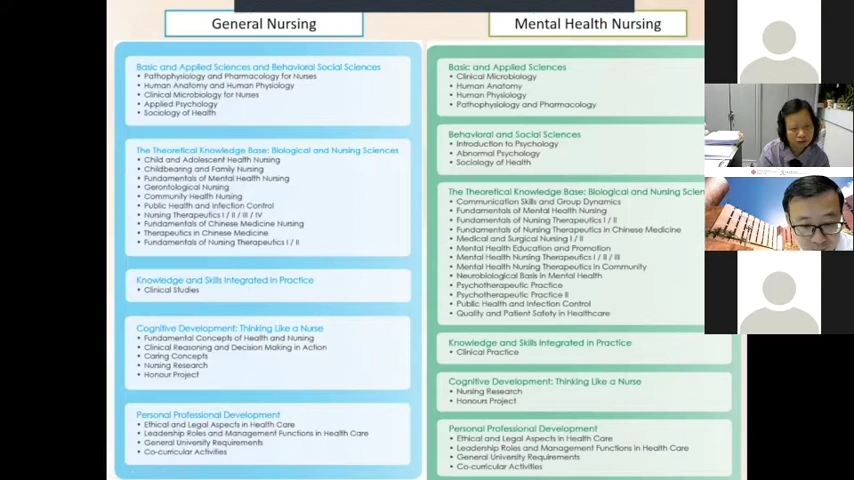 General Nursing
Basic and Applied Sciences and Behavioral Social Sciences
• Pathophysiology and Pharmacology for Nurses
• Human Anatomy and Human Physiology
• Clinical Microbiology for Nurses
• Applied Psychology
• Sociology of Health
The Theoretical Knowledge Base: Biological and Nursing Sciences
• Child and Adolescent Health Nursing
• Childbearing and Family Nursing
• Fundamentals of Mental Health Nursing
• Gerontological Nursing
• Community Health Nursing
• Public Health and Infection Control
• Nursing Therapeutics I / II / III / IV
• Fundamentals of Chinese Medicine Nursing
• Therapeutics in Chinese Medicine
• Fundamentals of Nursing Therapeutics I / II
Knowledge and Skills Integrated in Practice
• Clinical Studies
Cognitive Development: Thinking Like a Nurse
• Fundamental Concepts of Health and Nursing
• Clinical Reasoning and Decision Making in Action
• Caring Concepts
• Nursing Research
• Honour Project
Personal Professional Development
• Ethical and Legal Aspects in Health Care
• Leadership Roles and Management Functions in Health Care
• General University Requirements
• Co-curricular Activities
Mental Health Nursing
Basic and Applied Sciences
• Clinical Microbiology
• Human Anatomy
• Human Physiology
• Pathophysiology and Pharmacology
Behavioral and Social Sciences
• Introduction to Psychology
• Abnormal Psychology
• Sociology of Health
The Theoretical Knowledge Base: Biological and Nursing Scien
• Communication Skills and Group Dynamics
• Fundamentals of Mental Health Nursing
• Fundamentals of Nursing Therapeutics I / II
• Fundamentals of Nursing Therapeutics in Chinese Medicine
• Medical and Surgical Nursing I / II
• Mental Health Education and Promotion
• Mental Health Nursing Therapeutics I / II / III
• Mental Health Nursing Therapeutics in Community
• Neurobiological Basis in Mental Health
• Psychotherapeutic Practice
• Psychotherapeutic Practice II
• Public Health and Infection Control
• Quality and Patient Safety in Healthcare
Knowledge and Skills Integrated in Practice
• Clinical Practice
Cognitive Development: Thinking Like a Nurse
• Nursing Research
• Honours Project
Personal Professional Development
• Ethical and Legal Aspects in Health Care
• Leadership Roles and Management Functions in Health Care
• General University Requirements
• Co-curricular Activities